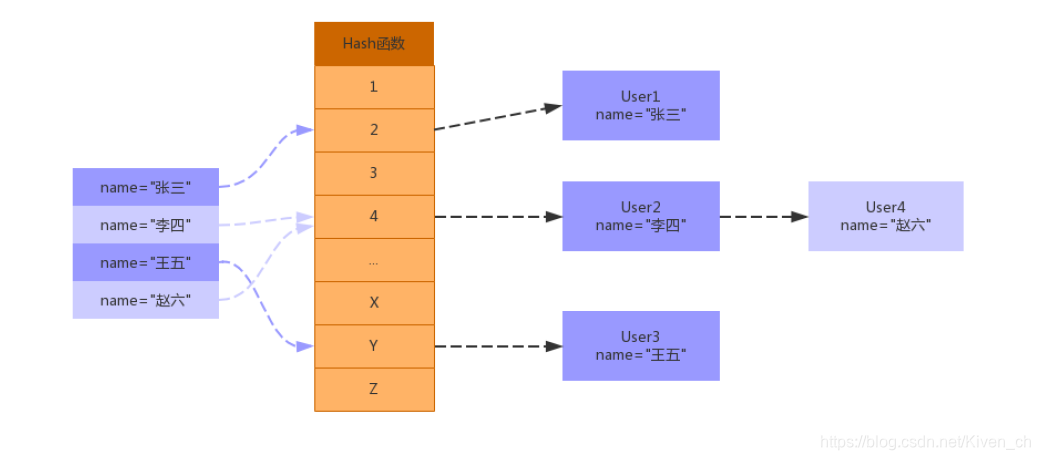 Hash函数
1
2
3
4
...
X
Y
Z
name="张三"
name="李四"
name="王五"
name="赵六"
User1
name="张三"
User2
name="李四"
User4
name="赵六"
User3
name="王五"
https://blog.csdn.net/Kiven_ch